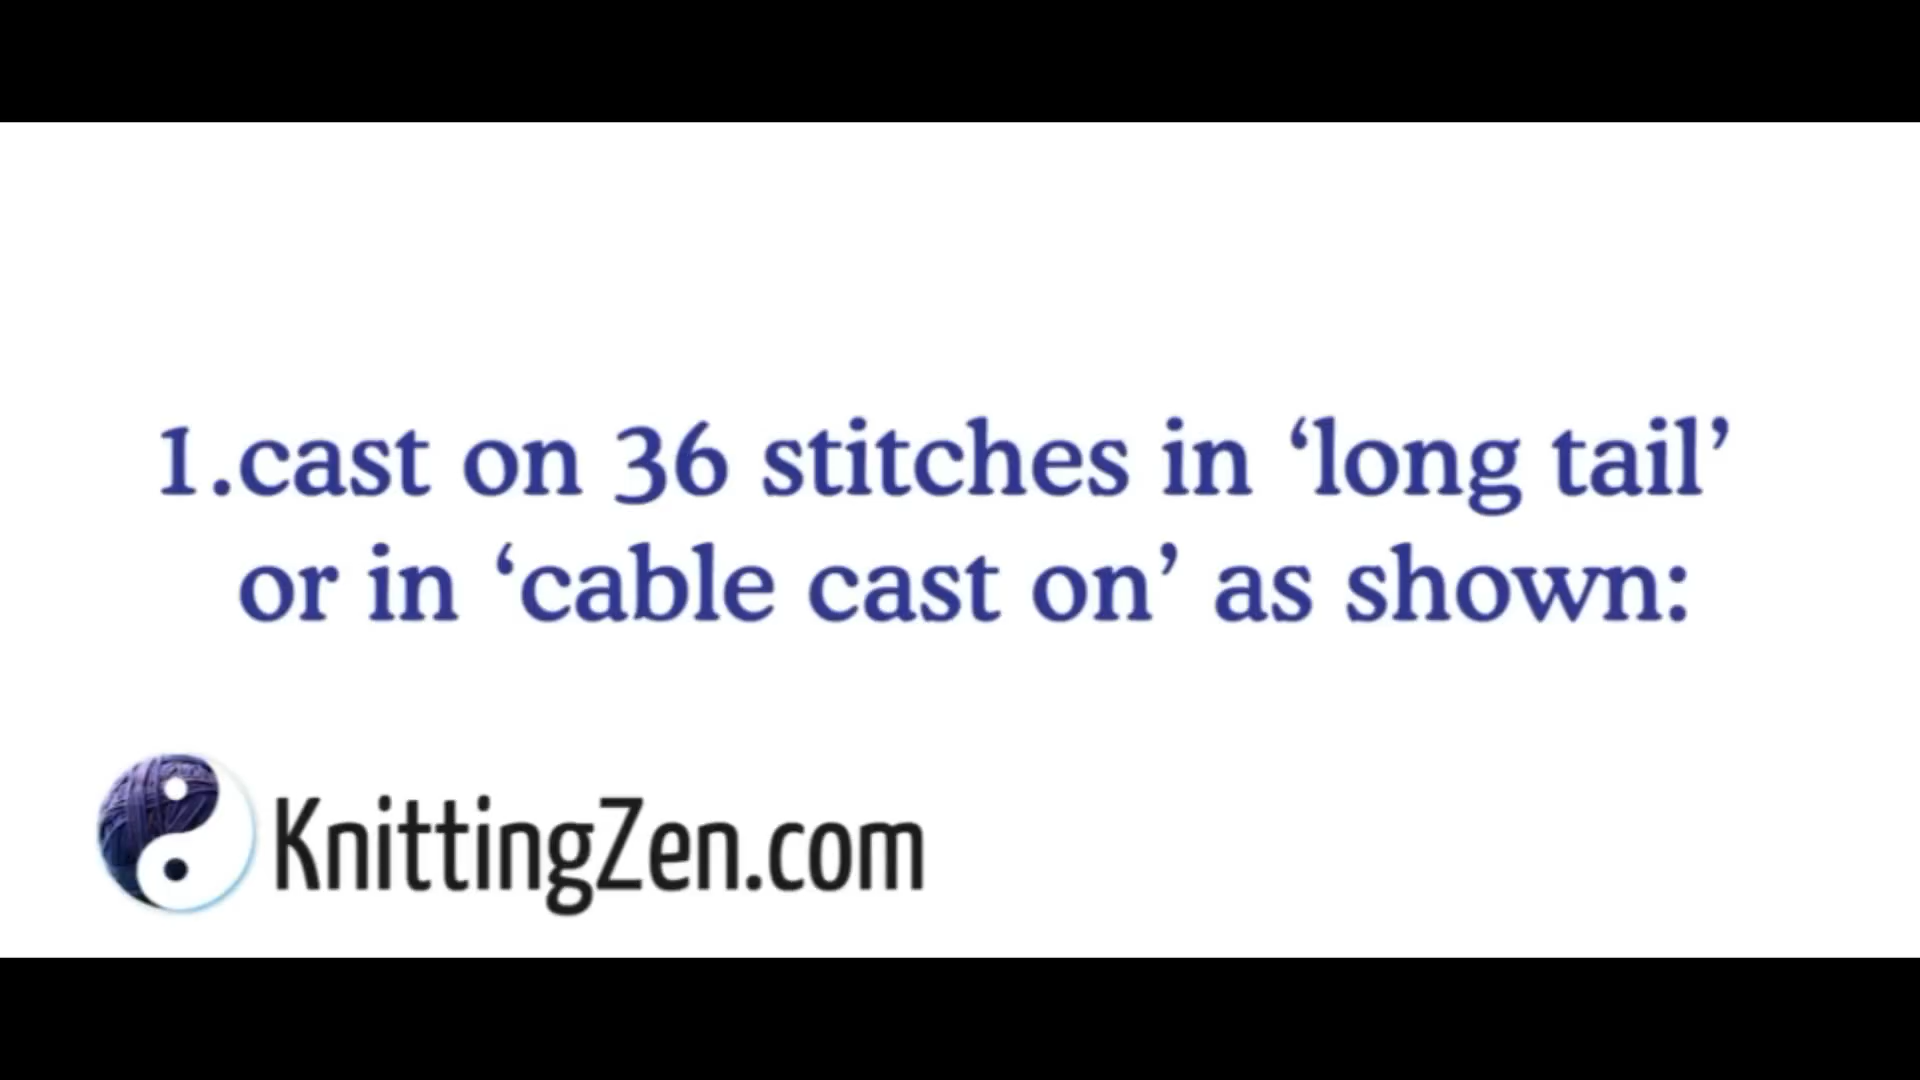 1.cast on 36 stitches in ‘long tail’
or in ‘cable cast on’ as shown:
KnittingZen.com